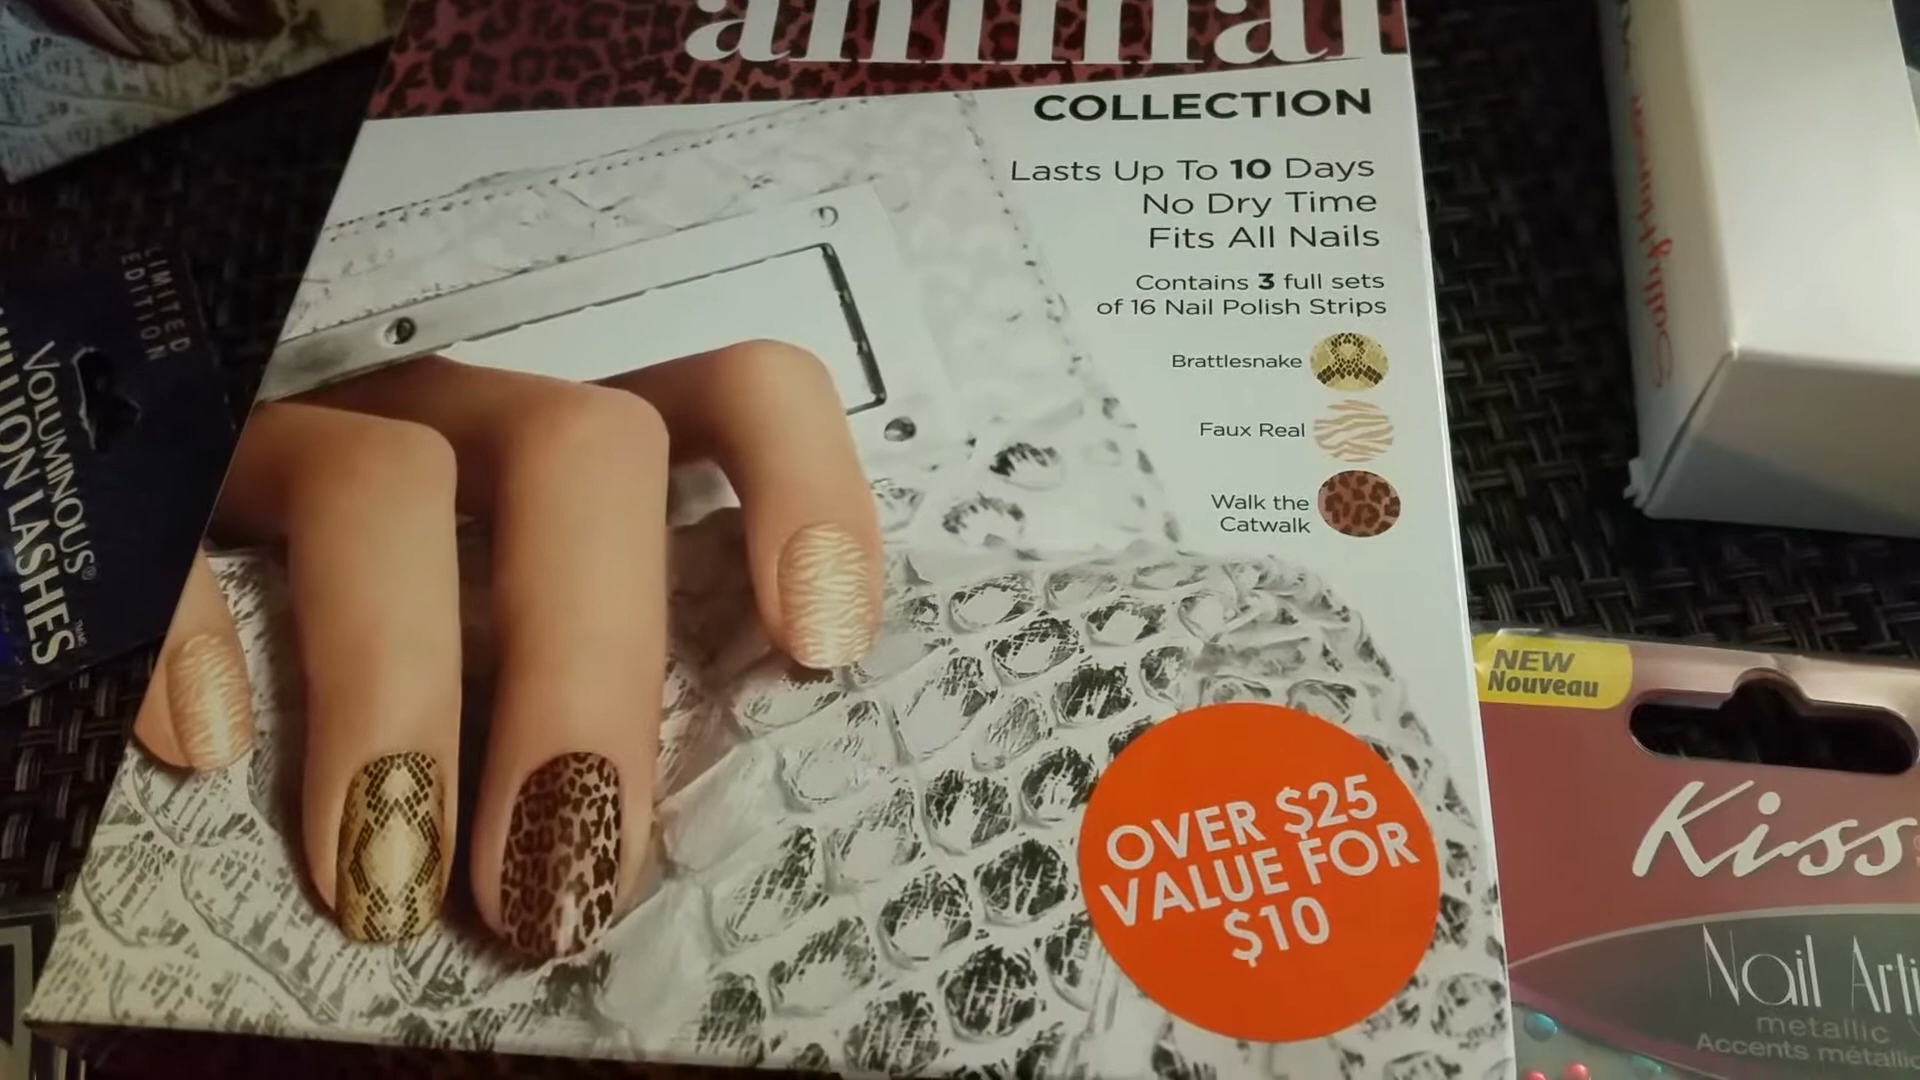 animal
COLLECTION
Lasts Up To 10 Days
No Dry Time
Fits All Nails
Contains 3 full sets
of 16 Nail Polish Strips
Brattlesnake
Faux Real
Walk the
Catwalk
OVER $25
VALUE FOR
$10
LIMITED
EDITION
VOLUMINOUS®
LASHES
NEW
Nouveau
Kiss
Nail
metallic
Accents